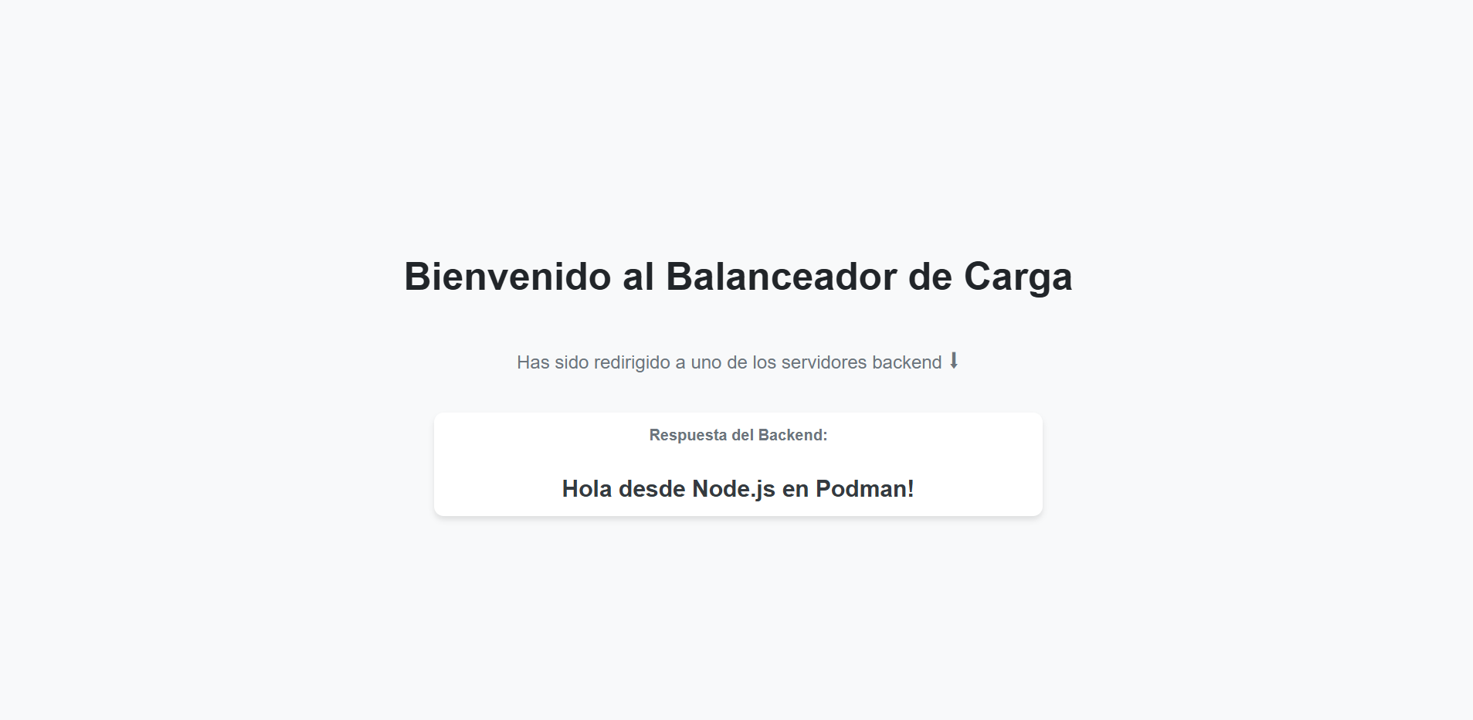 Bienvenido al Balanceador de Carga
Has sido redirigido a uno de los servidores backend ⬇
Respuesta del Backend:
Hola desde Node.js en Podman!